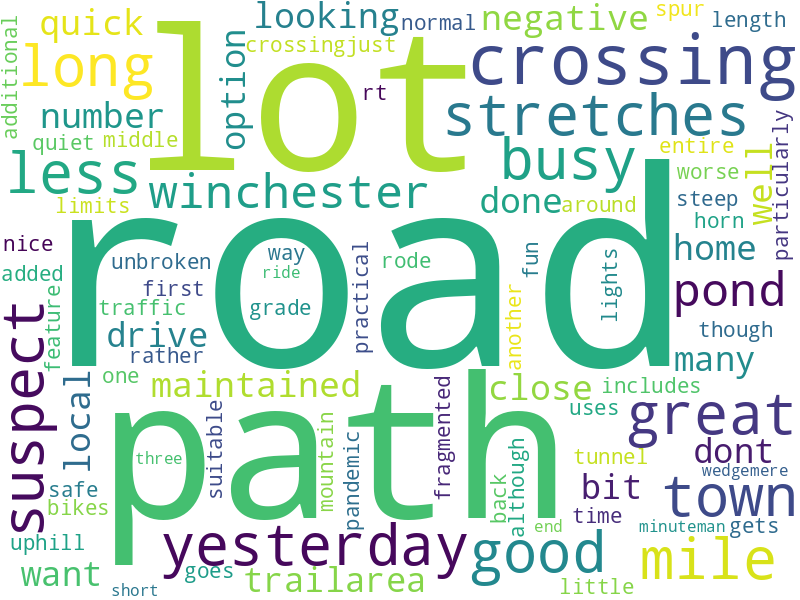 additional
quick
looking
normal
negative
spur
length
lot
option
crossingjust
crossing
long
rt
number
stretches
particularly
quiet
middle
busy
entire
well
less
winchester
done
around
worse
limits
steep
horn
road
nice
unbroken
way
practical
rode
fun
lights
home
added
ride
first
grade
pond
feature
traffic
another
though
suspect
drive
rather
many
one
maintained
close
includes
local
path
suitable
mountain
fragmented
uses
great
three
pandemic
although
tunnel
dont
wedgemere
safe
back
bit
town
bikes
time
uphill
yesterday
good
end
minuteman
gets
want
goes
trailarea
mile
short
little